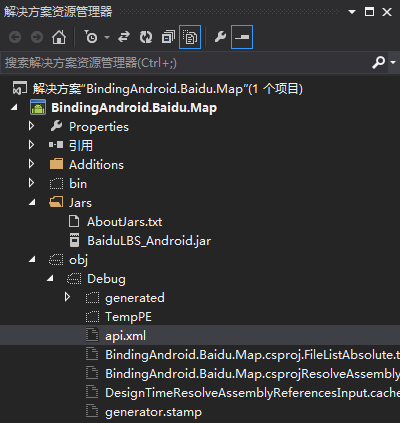 解决方案资源管理器
搜索解决方案资源管理器(Ctrl+;)
解决方案"BindingAndroid.Baidu.Map"(1 个项目)
BindingAndroid.Baidu.Map
Properties
引用
Additions
bin
Jars
AboutJars.txt
BaiduLBS_Android.jar
obj
Debug
generated
TempPE
api.xml
BindingAndroid.Baidu.Map.csproj.FileListAbsolute.t
BindingAndroid.Baidu.Map.csprojResolveAssembly
DesignTimeResolveAssemblyReferencesInput.cache
generator.stamp